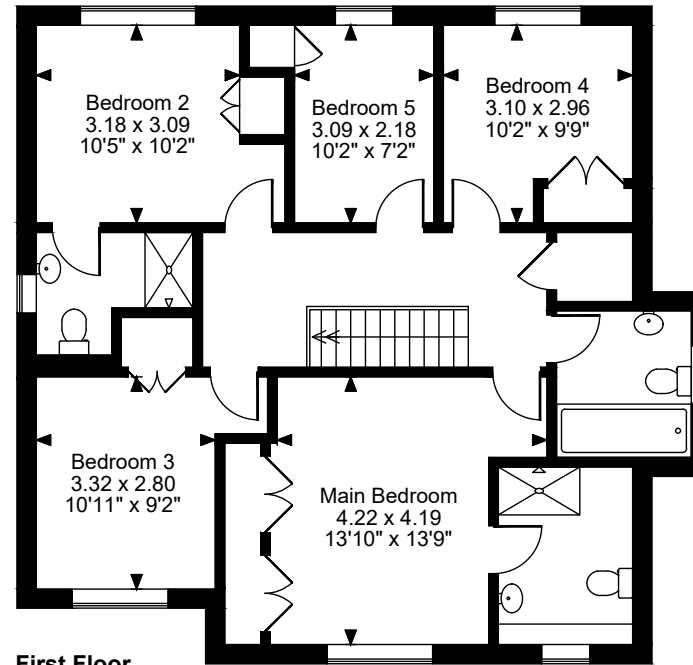 Bedroom 2
3.18 x 3.09
10'5" x 10'2"
Bedroom 5
3.09 x 2.18
10'2" x 7'2"
Bedroom 4
3.10 x 2.96
10'2" x 9'9"
Bedroom 3
3.32 x 2.80
10'11" x 9'2"
Main Bedroom
4.22 x 4.19
13'10" x 13'9"
First Floor